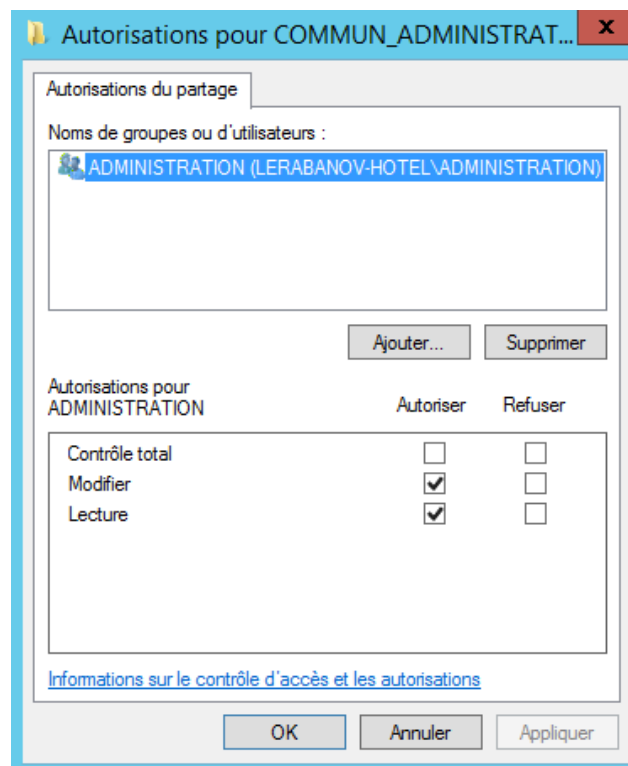 Autorisations pour COMMUN_ADMINISTRAT... x
Autorisations du partage
Noms de groupes ou d'utilisateurs :
ADMINISTRATION (LERABANOV-HOTEL\ADMINISTRATION)
Ajouter... Supprimer
Autorisations pour
ADMINISTRATION Autoriser Refuser
Contrôle total
Modifier
Lecture
Informations sur le contrôle d'accès et les autorisations
OK Annuler Appliquer